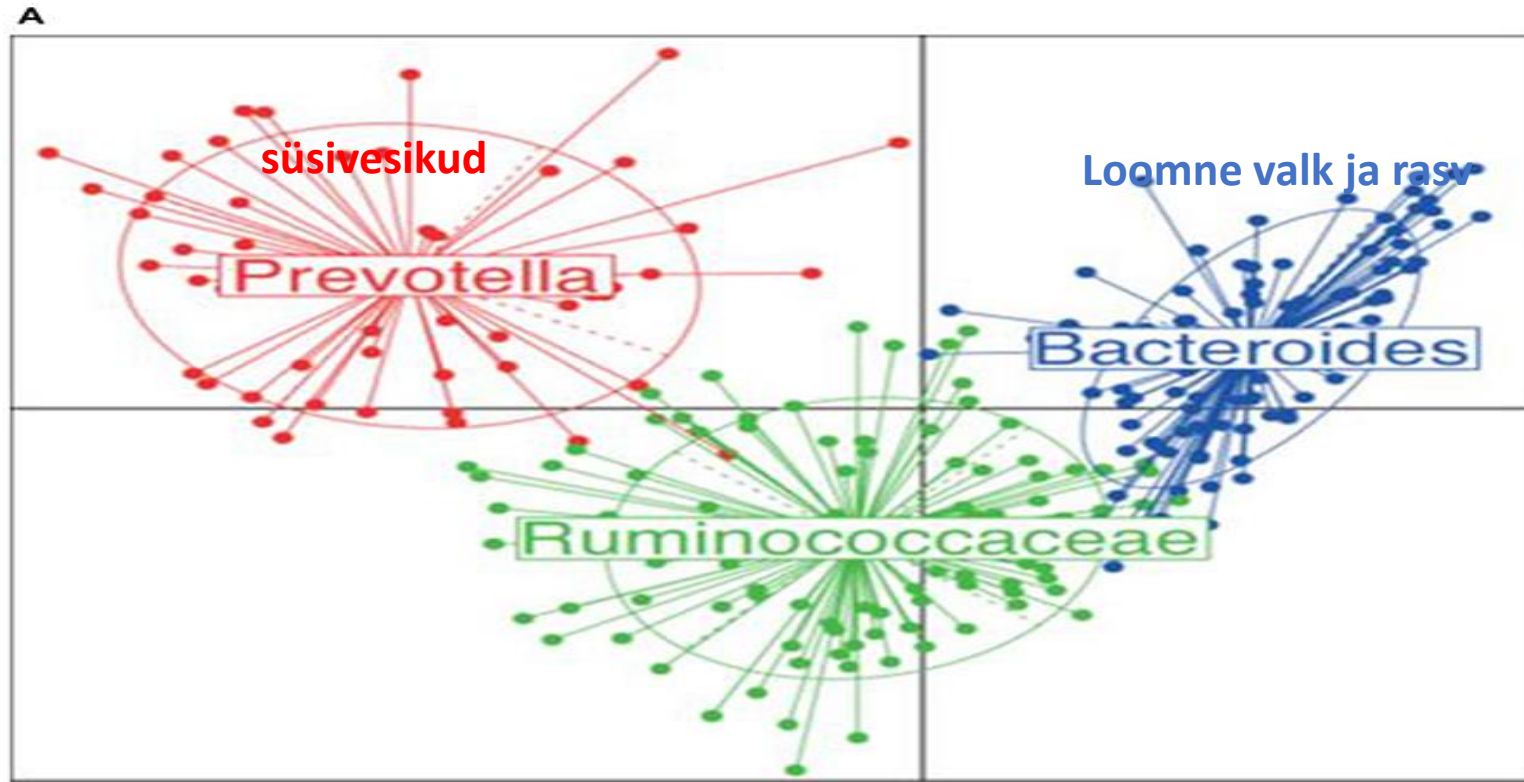 A
süsivesikud
Loomne valk ja rasv
Prevotella
Bacteroides
Ruminococcaceae